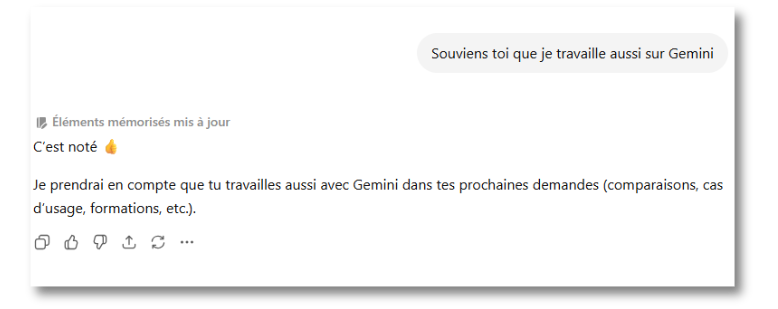 Souviens toi que je travaille aussi sur Gemini
Éléments mémorisés mis à jour
C'est noté 👍
Je prendrai en compte que tu travailles aussi avec Gemini dans tes prochaines demandes (comparaisons, cas
d'usage, formations, etc.).